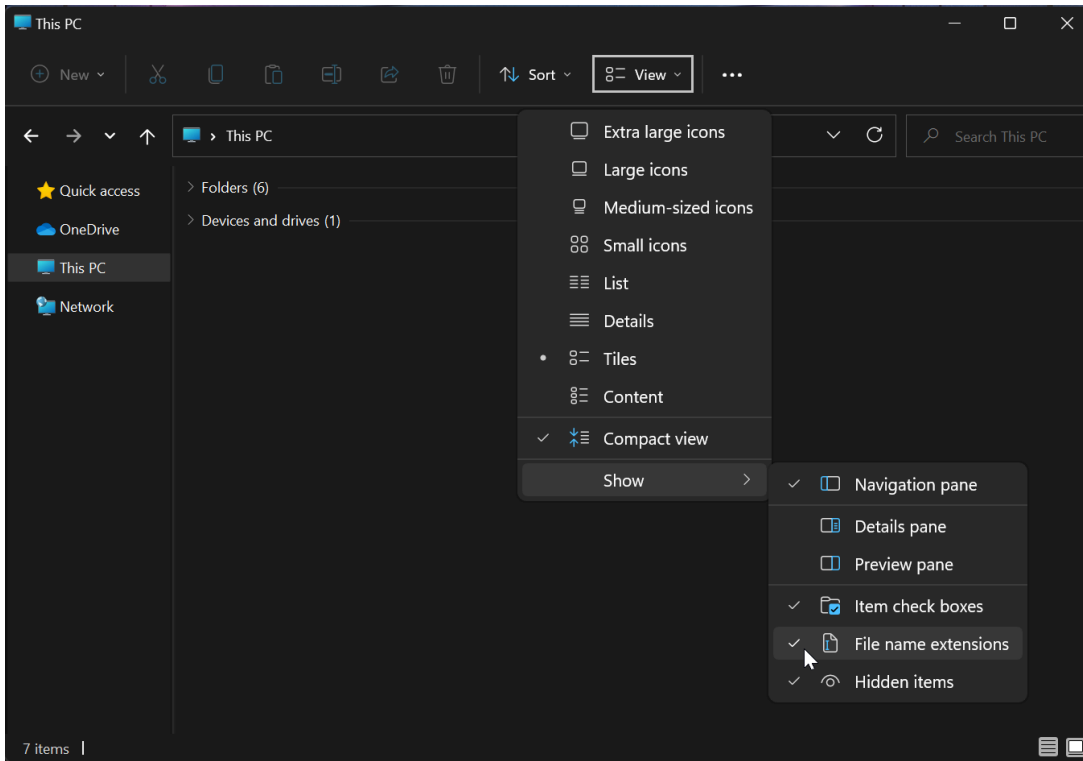 This PC
New
Sort
View
This PC
Search This PC
Quick access
OneDrive
This PC
Network
Folders (6)
Devices and drives (1)
Extra large icons
Large icons
Medium-sized icons
Small icons
List
Details
Tiles
Content
Compact view
Show
Navigation pane
Details pane
Preview pane
Item check boxes
File name extensions
Hidden items
7 items